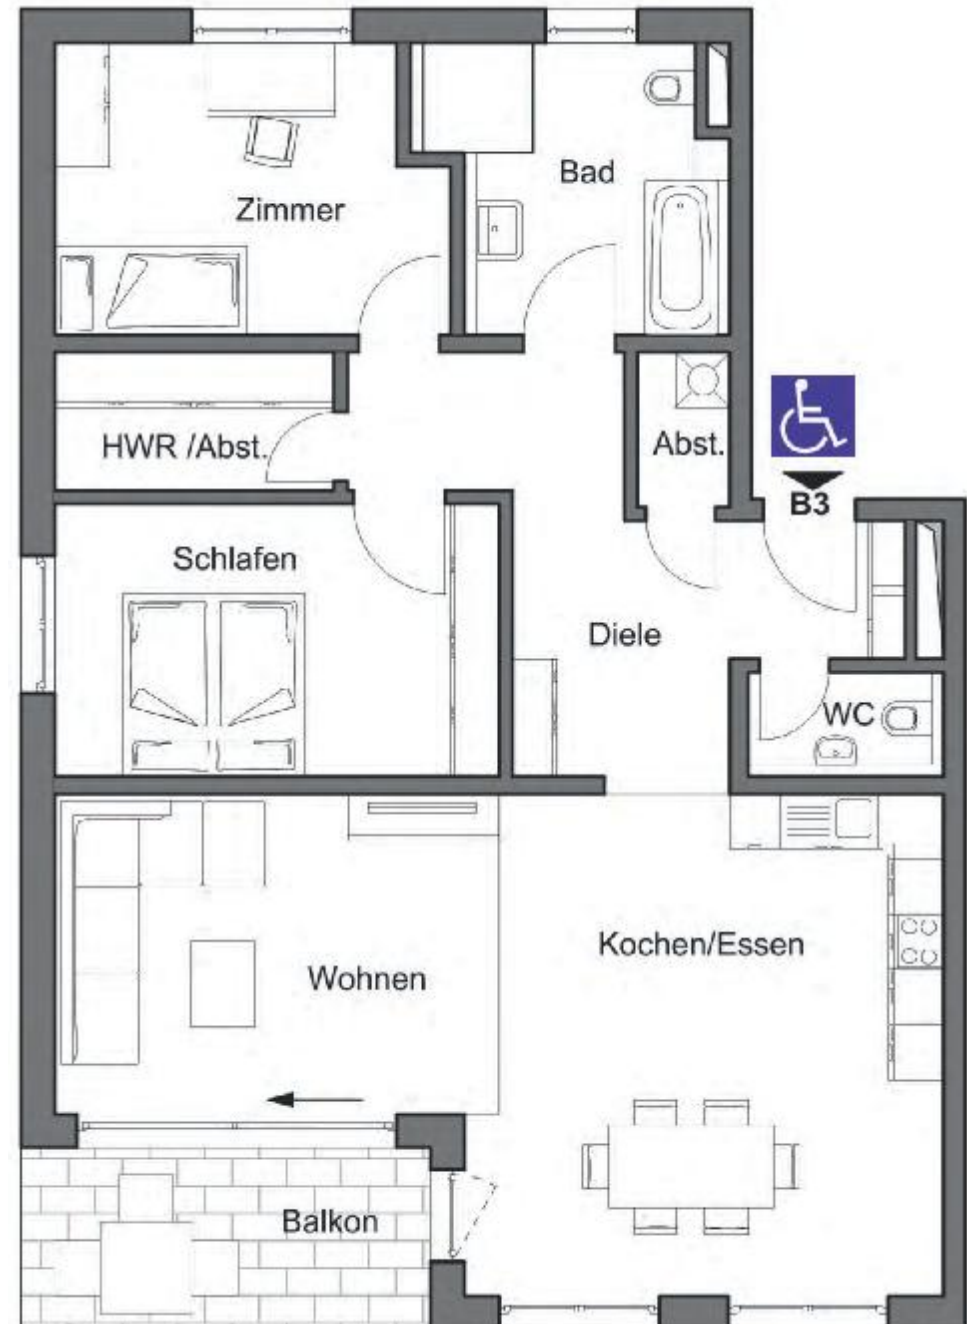 Bad
Zimmer
HWR /Abst.
Abst.
B3
Schlafen
Diele
WC
Kochen/Essen
Wohnen
Balkon